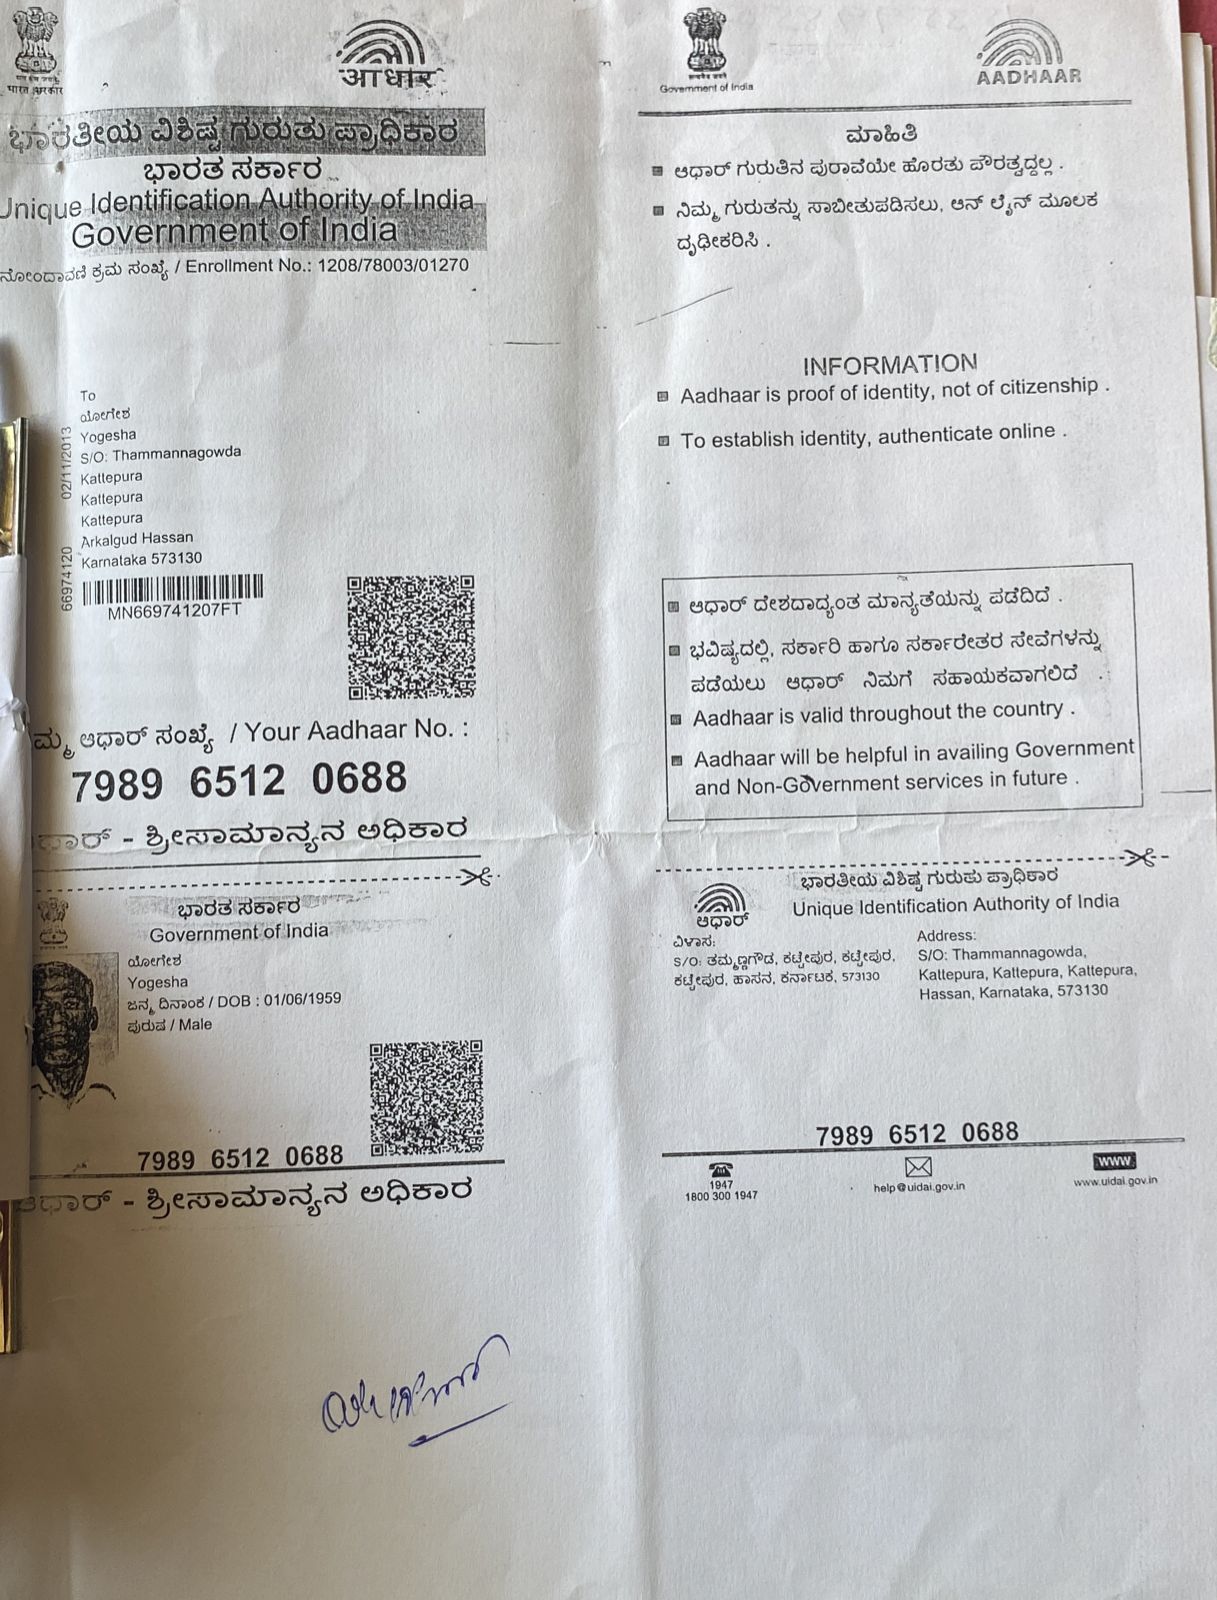 भारत सरकार
आधार
ಭಾರತೀಯ ವಿಶಿಷ್ಟ ಗುರುತು ಪ್ರಾಧಿಕಾರ
ಭಾರತ ಸರ್ಕಾರ
Unique Identification Authority of India
Government of India
ನೋಂದಾವಣಿ ಕ್ರಮ ಸಂಖ್ಯೆ / Enrollment No.: 1208/78003/01270
To
ಯೋಗೇಶ
Yogesha
S/O: Thammannagowda
Kattepura
Kattepura
Kattepura
Arkalgud Hassan
Karnataka 573130
02/11/2013
66974120
MN669741207FT
ಮ್ಮ ಆಧಾರ್ ಸಂಖ್ಯೆ / Your Aadhaar No. :
7989 6512 0688
ಧಾರ್ - ಶ್ರೀಸಾಮಾನ್ಯನ ಅಧಿಕಾರ
ಭಾರತ ಸರ್ಕಾರ
Government of India
ಯೋಗೇಶ
Yogesha
ಜನ್ಮ ದಿನಾಂಕ / DOB : 01/06/1959
ಪುರುಷ / Male
7989 6512 0688
ಆಧಾರ್ - ಶ್ರೀಸಾಮಾನ್ಯನ ಅಧಿಕಾರ
Government of India
AADHAAR
ಮಾಹಿತಿ
ಆಧಾರ್ ಗುರುತಿನ ಪುರಾವೆಯೇ ಹೊರತು ಪೌರತ್ವದ್ದಲ್ಲ .
ನಿಮ್ಮ ಗುರುತನ್ನು ಸಾಬೀತುಪಡಿಸಲು, ಆನ್ ಲೈನ್ ಮೂಲಕ
ದೃಢೀಕರಿಸಿ .
INFORMATION
Aadhaar is proof of identity, not of citizenship .
To establish identity, authenticate online .
ಆಧಾರ್ ದೇಶದಾದ್ಯಂತ ಮಾನ್ಯತೆಯನ್ನು ಪಡೆದಿದೆ .
ಭವಿಷ್ಯದಲ್ಲಿ, ಸರ್ಕಾರಿ ಹಾಗೂ ಸರ್ಕಾರೇತರ ಸೇವೆಗಳನ್ನು
ಪಡೆಯಲು ಆಧಾರ್ ನಿಮಗೆ ಸಹಾಯಕವಾಗಲಿದೆ .
Aadhaar is valid throughout the country .
Aadhaar will be helpful in availing Government
and Non-Government services in future .
ಆಧಾರ್
ಭಾರತೀಯ ವಿಶಿಷ್ಟ ಗುರುತು ಪ್ರಾಧಿಕಾರ
Unique Identification Authority of India
ವಿಳಾಸ:
S/O: ತಮ್ಮಣ್ಣಗೌಡ, ಕಟ್ಟೇಪುರ, ಕಟ್ಟೇಪುರ,
ಕಟ್ಟೇಪುರ, ಹಾಸನ, ಕರ್ನಾಟಕ, 573130
Address:
S/O: Thammannagowda,
Kattepura, Kattepura, Kattepura,
Hassan, Karnataka, 573130
7989 6512 0688
1947
1800 300 1947
help@uidai.gov.in
www
www.uidai.gov.in